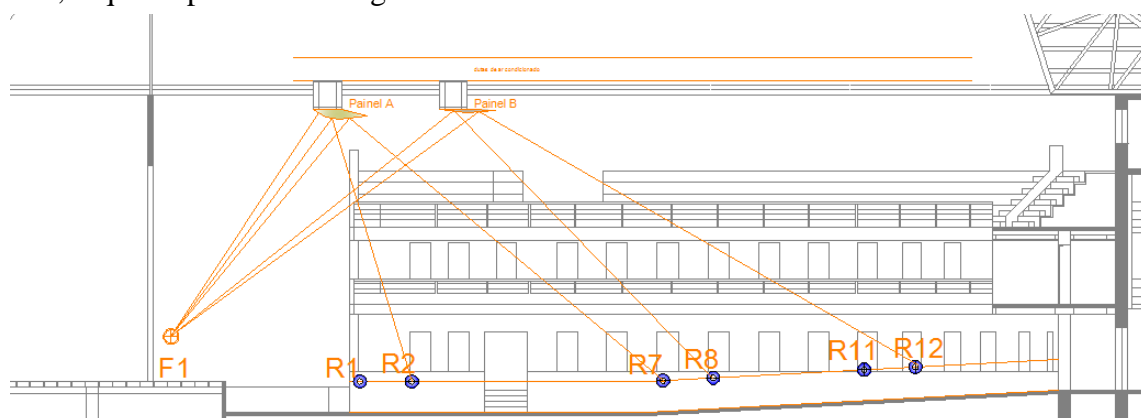 dutos de ar condicionado
Painel A
Painel B
F1
R1
R2
R7
R8
R11
R12